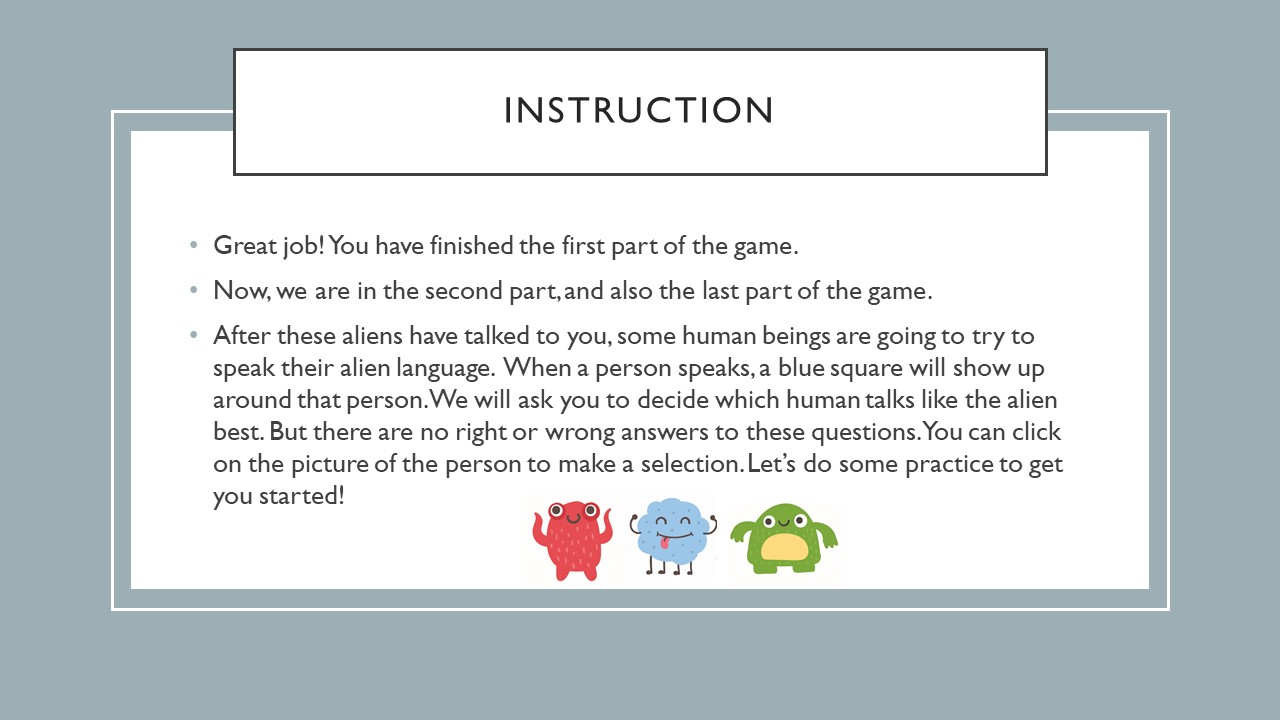 INSTRUCTION
• Great job! You have finished the first part of the game.
• Now, we are in the second part, and also the last part of the game.
• After these aliens have talked to you, some human beings are going to try to
speak their alien language. When a person speaks, a blue square will show up
around that person. We will ask you to decide which human talks like the alien
best. But there are no right or wrong answers to these questions. You can click
on the picture of the person to make a selection. Let’s do some practice to get
you started!